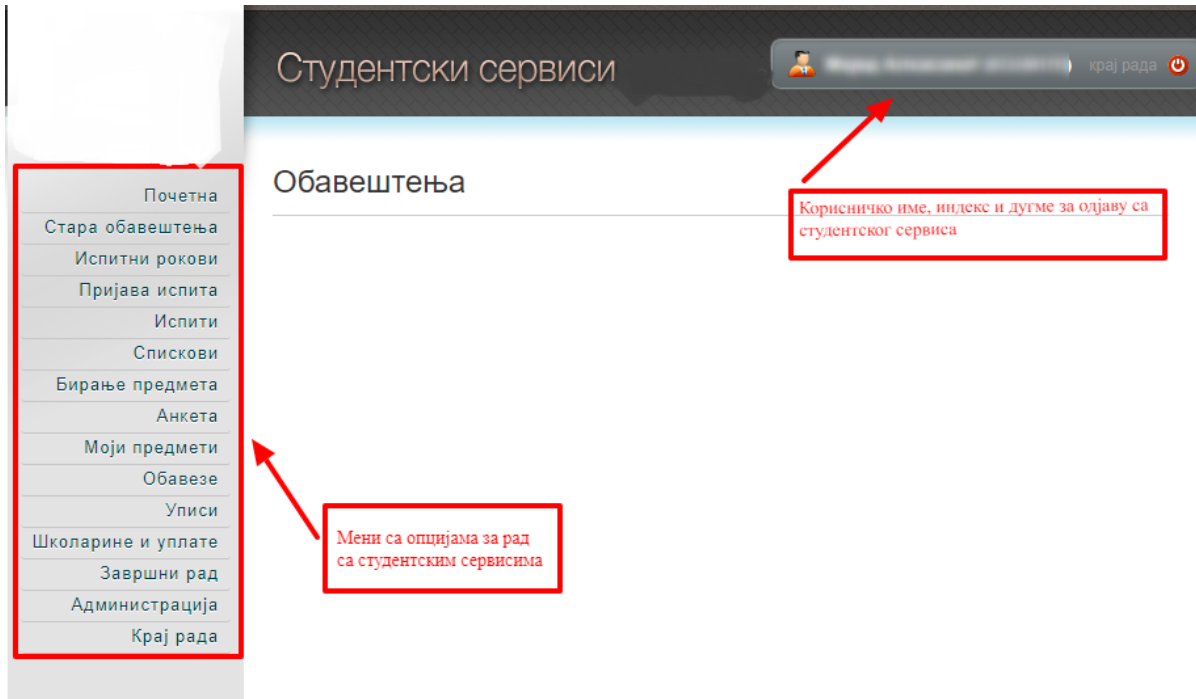 Студентски сервиси
крај рада
Обавештења
Корисничко име, индекс и дугме за одјаву са
студентског сервиса
Почетна
Стара обавештења
Испитни рокови
Пријава испита
Испити
Спискови
Бирање предмета
Анкета
Моји предмети
Обавезе
Уписи
Школарине и уплате
Завршни рад
Администрација
Крај рада
Мени са опцијама за рад
са студентским сервисима